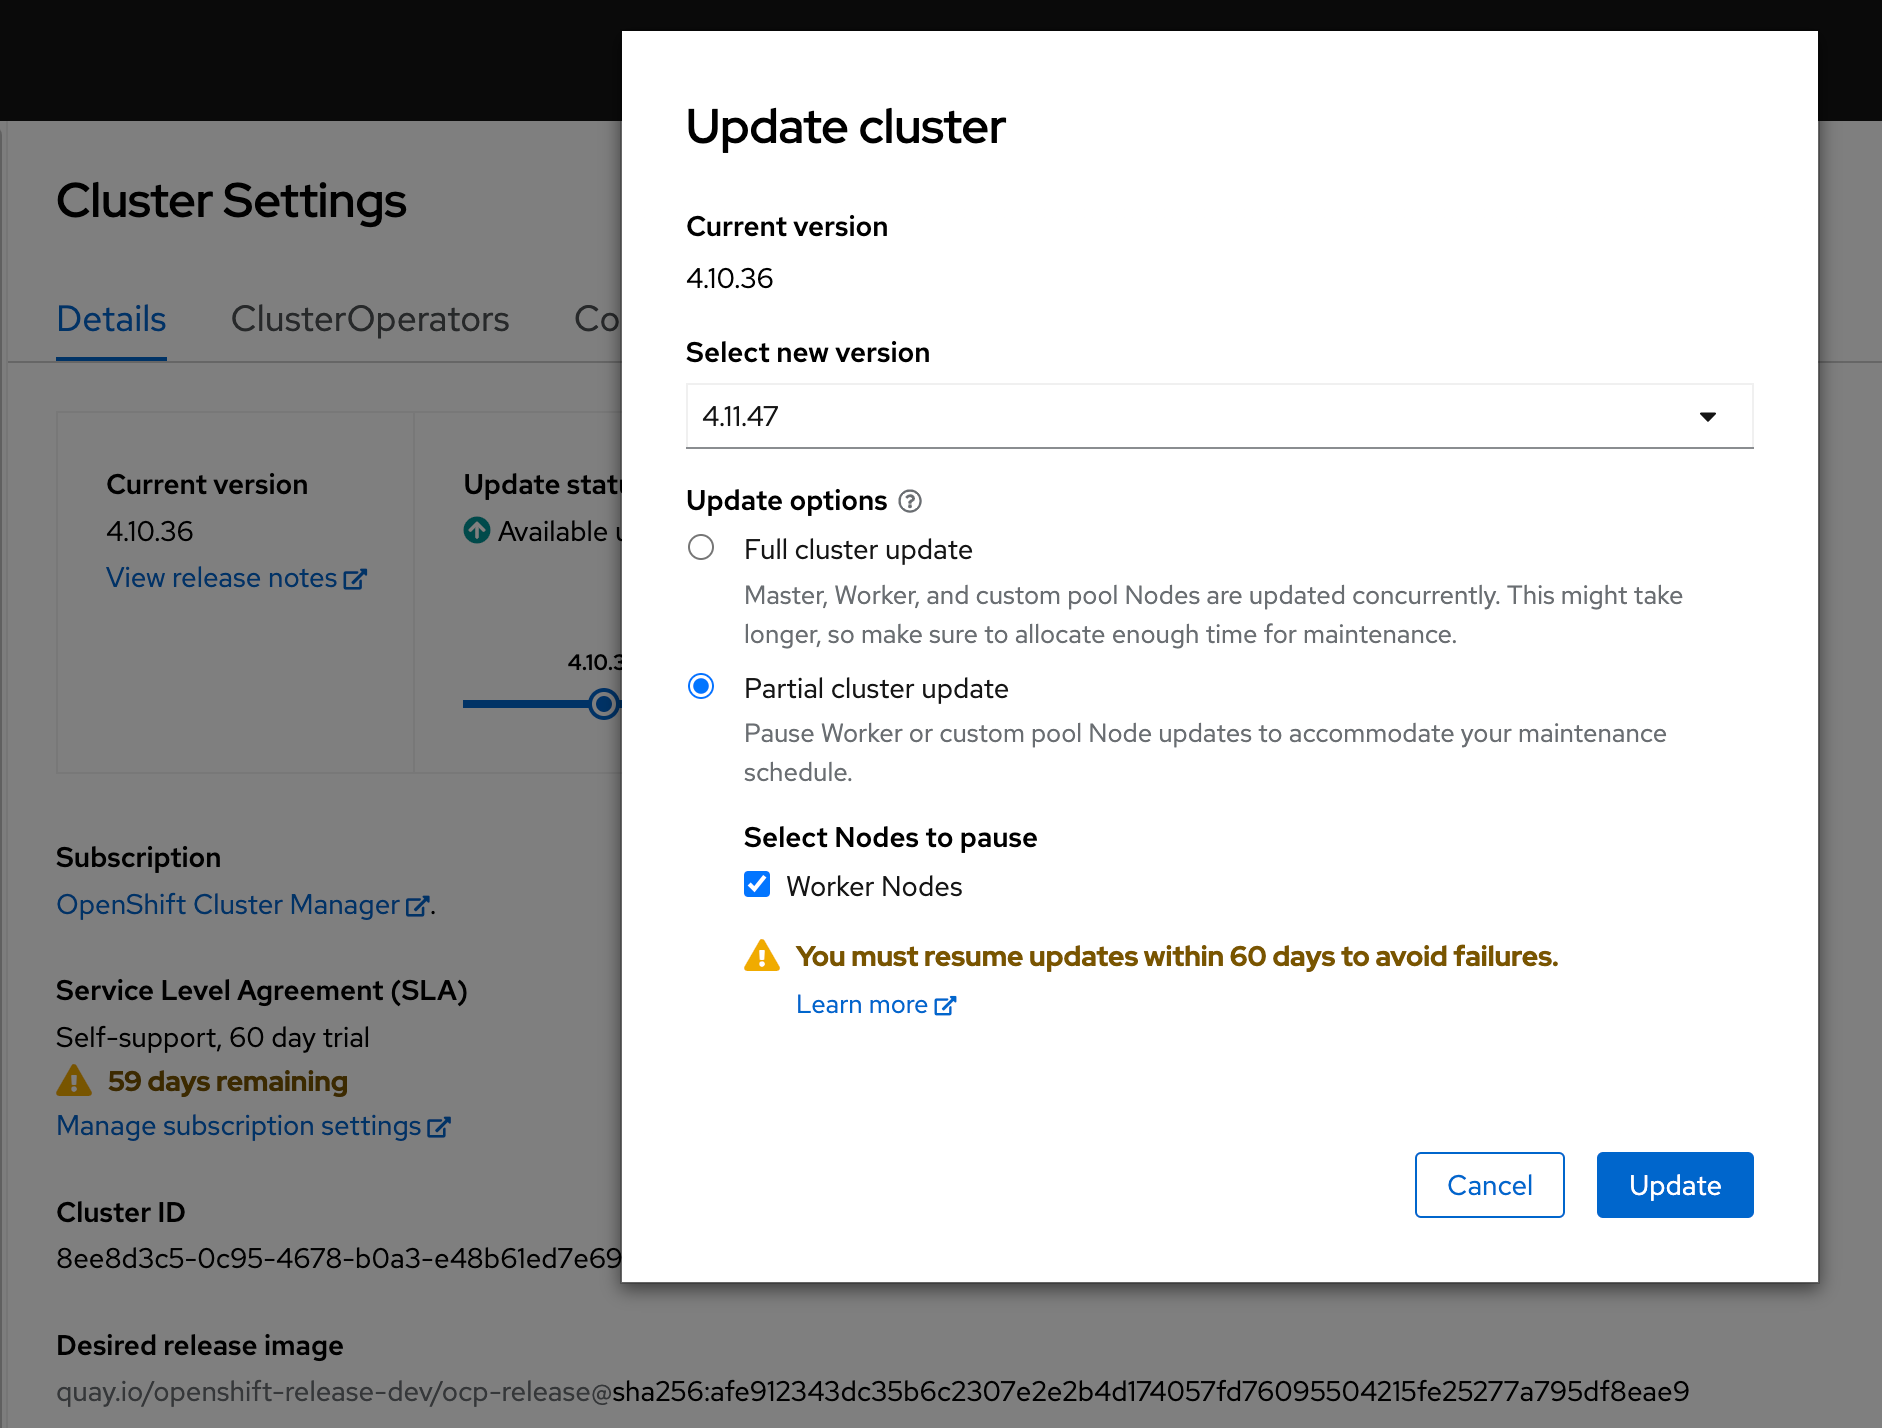 Cluster Settings
Details
ClusterOperators
Co
Current version
4.10.36
View release notes
Update statu
Available u
4.10.3
Subscription
OpenShift Cluster Manager.
Service Level Agreement (SLA)
Self-support, 60 day trial
59 days remaining
Manage subscription settings
Cluster ID
8ee8d3c5-0c95-4678-b0a3-e48b61ed7e69
Desired release image
quay.io/openshift-release-dev/ocp-release@sha256:afe912343dc35b6c2307e2e2b4d174057fd76095504215fe25277a795df8eae9
Update cluster
Current version
4.10.36
Select new version
4.11.47
Update options
Full cluster update
Master, Worker, and custom pool Nodes are updated concurrently. This might take
longer, so make sure to allocate enough time for maintenance.
Partial cluster update
Pause Worker or custom pool Node updates to accommodate your maintenance
schedule.
Select Nodes to pause
Worker Nodes
You must resume updates within 60 days to avoid failures.
Learn more
Cancel
Update